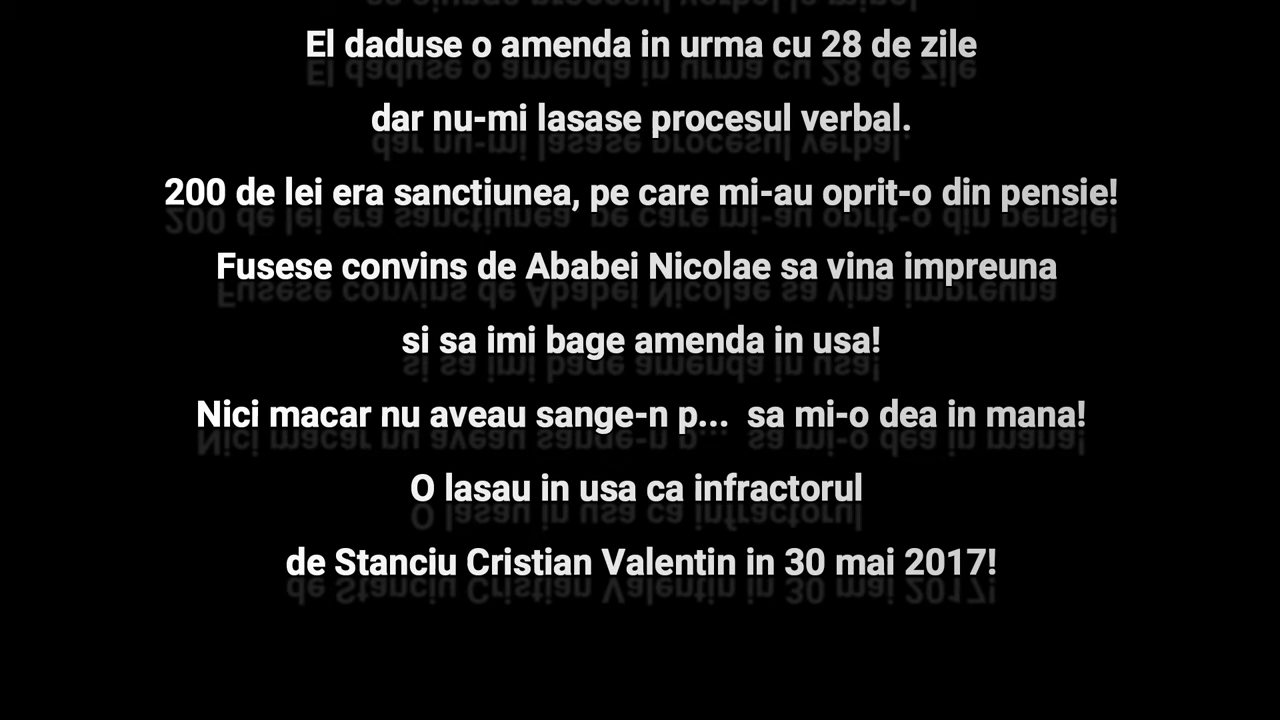 El daduse o amenda in urma cu 28 de zile
dar nu-mi lasase procesul verbal.
200 de lei era sanctiunea, pe care mi-au oprit-o din pensie!
Fusese convins de Ababei Nicolae sa vina impreuna
si sa imi bage amenda in usa!
Nici macar nu aveau sange-n p...  sa mi-o dea in mana!
O lasau in usa ca infractorul
de Stanciu Cristian Valentin in 30 mai 2017!